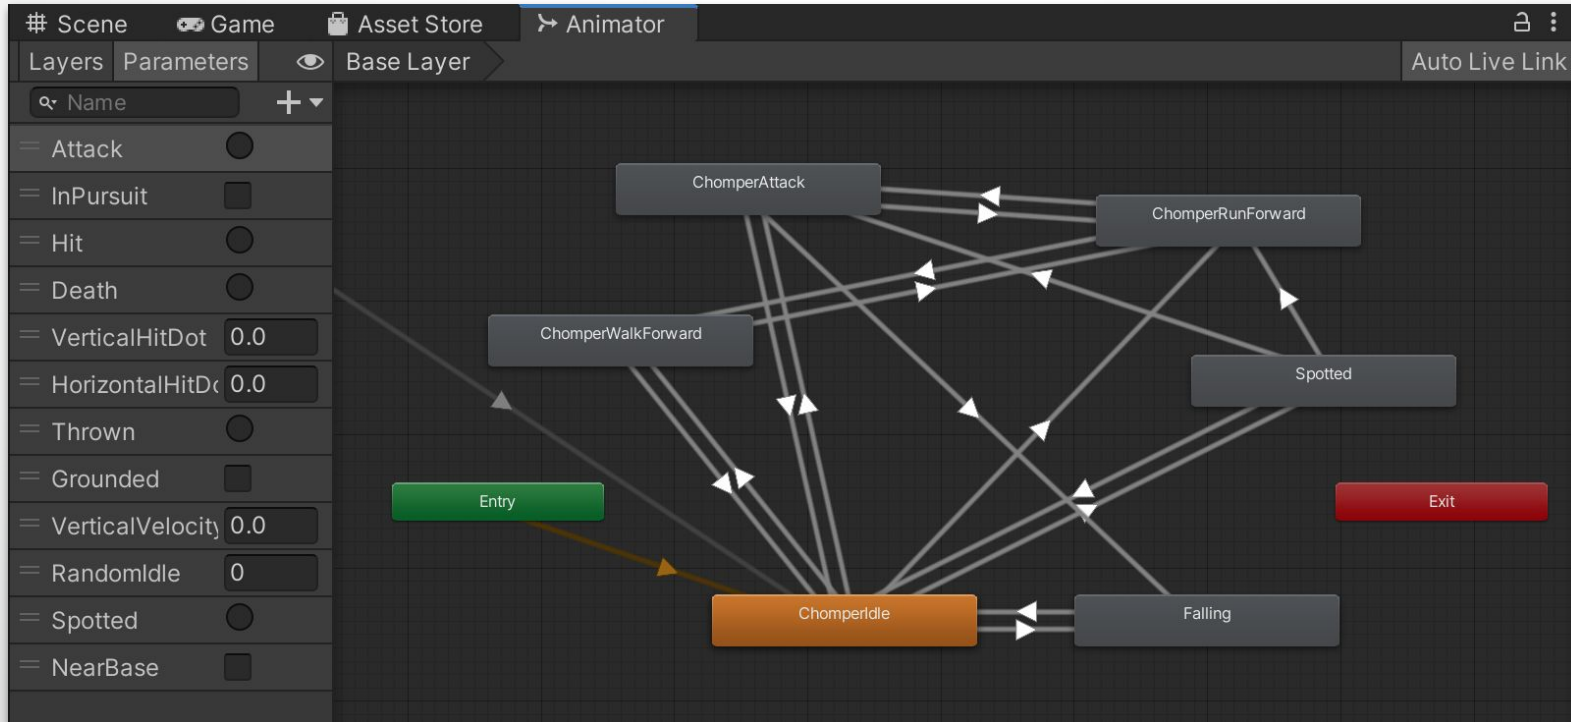 Scene Game Asset Store Animator
Layers Parameters Base Layer Auto Live Link
Name
Attack
InPursuit
Hit
Death
VerticalHitDot 0.0
HorizontalHitDo 0.0
Thrown
Grounded
VerticalVelocity 0.0
RandomIdle 0
Spotted
NearBase
ChomperAttack
ChomperRunForward
ChomperWalkForward
Spotted
Entry
Exit
ChomperIdle
Falling